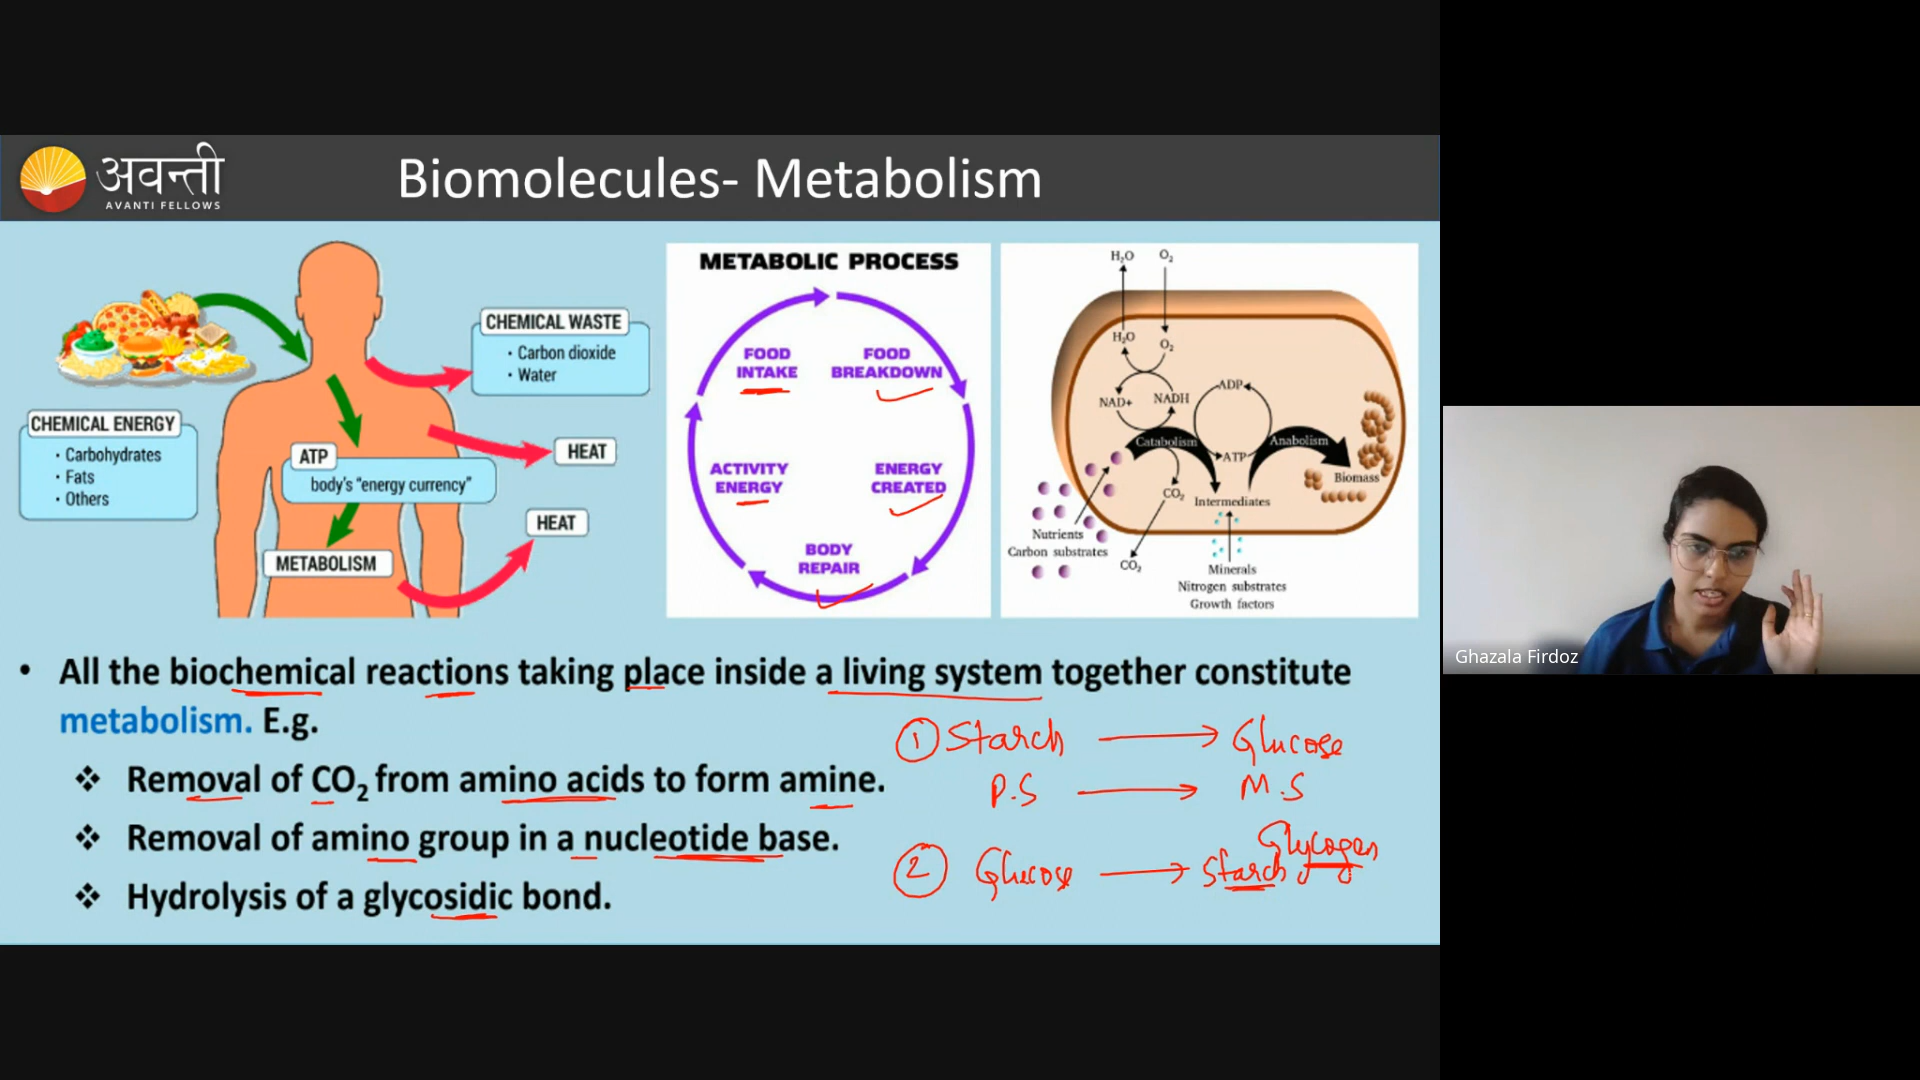 अवन्ती
AVANTI FELLOWS
Biomolecules- Metabolism
CHEMICAL WASTE
· Carbon dioxide
· Water
CHEMICAL ENERGY
· Carbohydrates
· Fats
· Others
ATP
body's "energy currency"
HEAT
HEAT
METABOLISM
METABOLIC PROCESS
FOOD
INTAKE
FOOD
BREAKDOWN
ACTIVITY
ENERGY
ENERGY
CREATED
BODY
REPAIR
H₂O O₂
H₂O O₂
NAD+ NADH
ADP
Catabolism
ATP
Anabolism
Biomass
CO₂
Intermediates
Nutrients
Carbon substrates
CO₂
Minerals
Nitrogen substrates
Growth factors
• All the biochemical reactions taking place inside a living system together constitute
metabolism. E.g.
❖ Removal of CO₂ from amino acids to form amine.
❖ Removal of amino group in a nucleotide base.
❖ Hydrolysis of a glycosidic bond.
① Starch → Glucose
P.S → M.S
Glycogen
② Glucose → Starch
Ghazala Firdoz